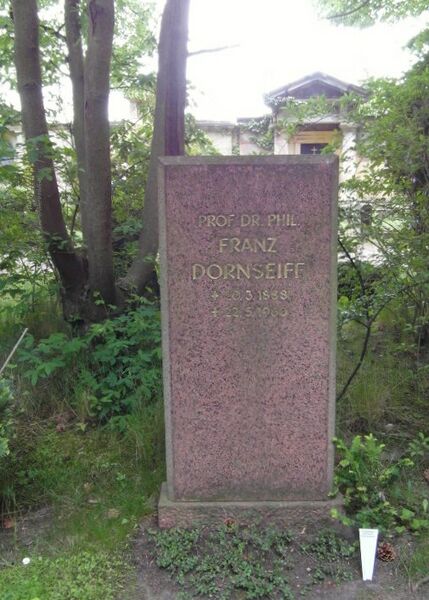 PROF. DR. PHIL.
FRANZ
DORNSEIFF
* 20.3.1888
✝ 22.5.1960